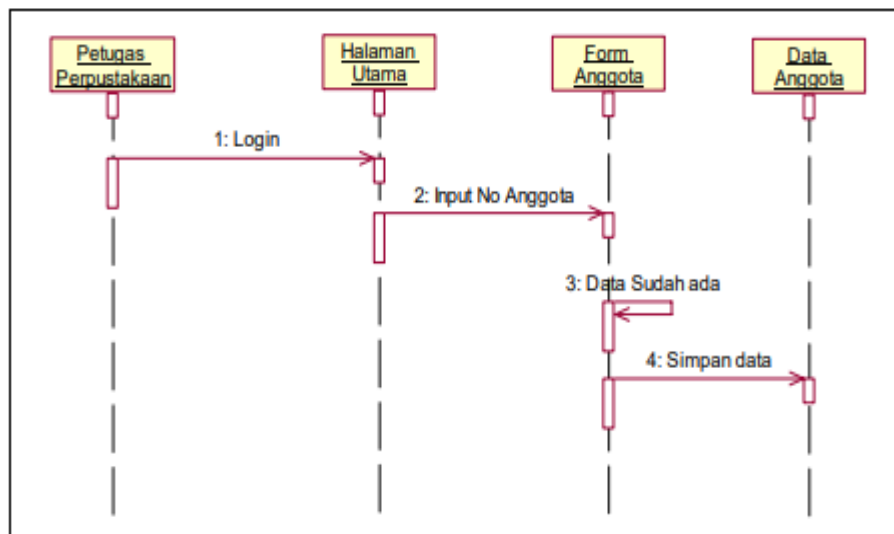 Petugas
Perpustakaan
Halaman
Utama
Form
Anggota
Data
Anggota
1: Login
2: Input No Anggota
3: Data Sudah ada
4: Simpan data